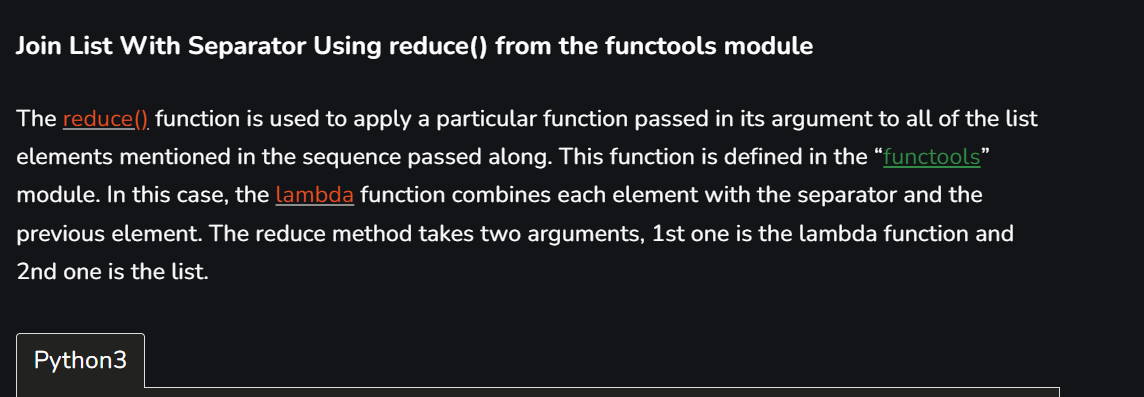 Join List With Separator Using reduce() from the functools module
The reduce() function is used to apply a particular function passed in its argument to all of the list
elements mentioned in the sequence passed along. This function is defined in the “functools”
module. In this case, the lambda function combines each element with the separator and the
previous element. The reduce method takes two arguments, 1st one is the lambda function and
2nd one is the list.
Python3